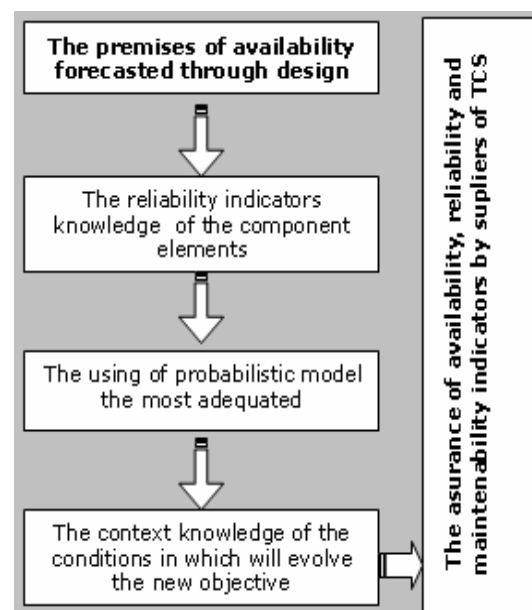 The premises of availability
forecasted through design
The reliability indicators
knowledge of the component
elements
The using of probabilistic model
the most adequated
The context knowledge of the
conditions in which will evolve
the new objective
The asurance of availability, reliability and
maintenability indicators by supliers of TCS